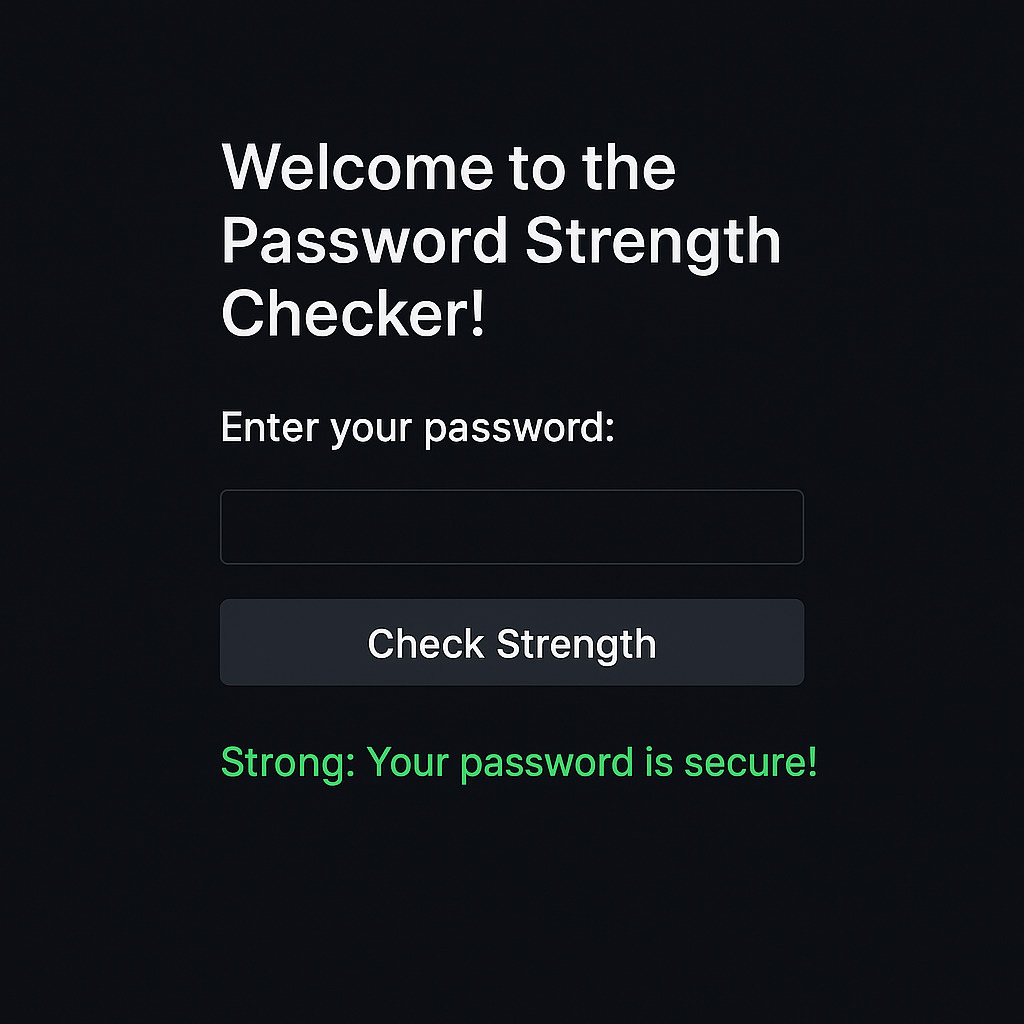 Welcome to the
Password Strength
Checker!
Enter your password:
Check Strength
Strong: Your password is secure!